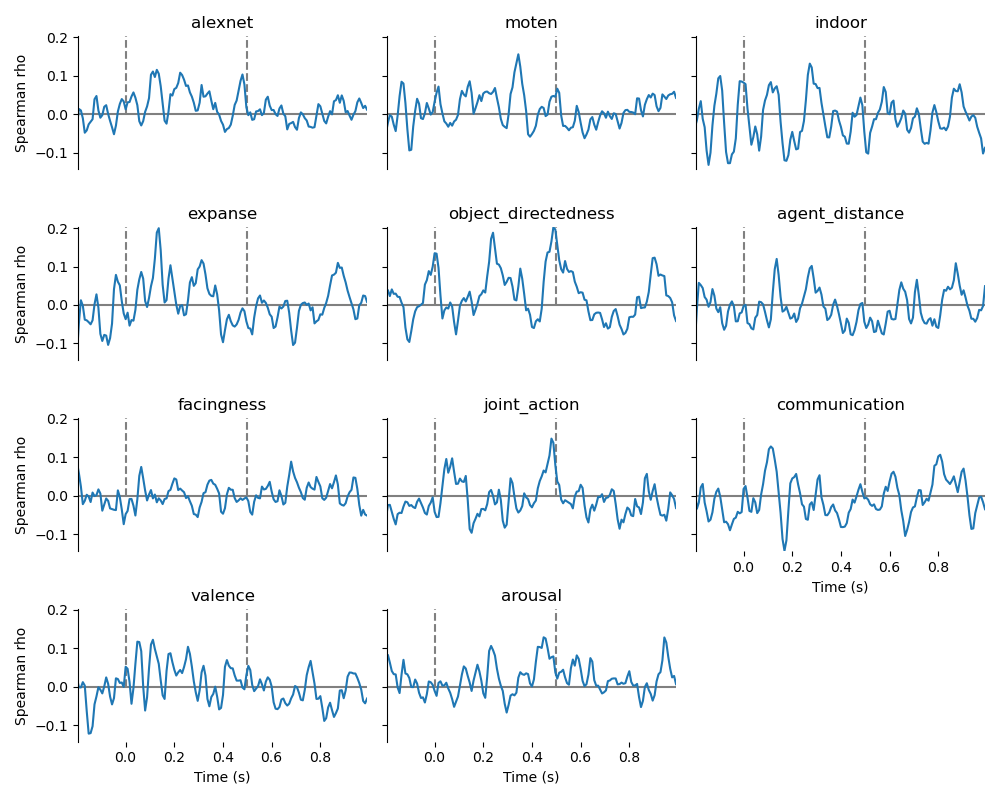 alexnet moten indoor
0.2
0.1
0.0
−0.1
Spearman rho
expanse object_directedness agent_distance
0.2
0.1
0.0
−0.1
Spearman rho
facingness joint_action communication
0.2
0.1
0.0
−0.1
Spearman rho
0.0 0.2 0.4 0.6 0.8
Time (s)
valence arousal
0.2
0.1
0.0
−0.1
Spearman rho
0.0 0.2 0.4 0.6 0.8 0.0 0.2 0.4 0.6 0.8
Time (s) Time (s)